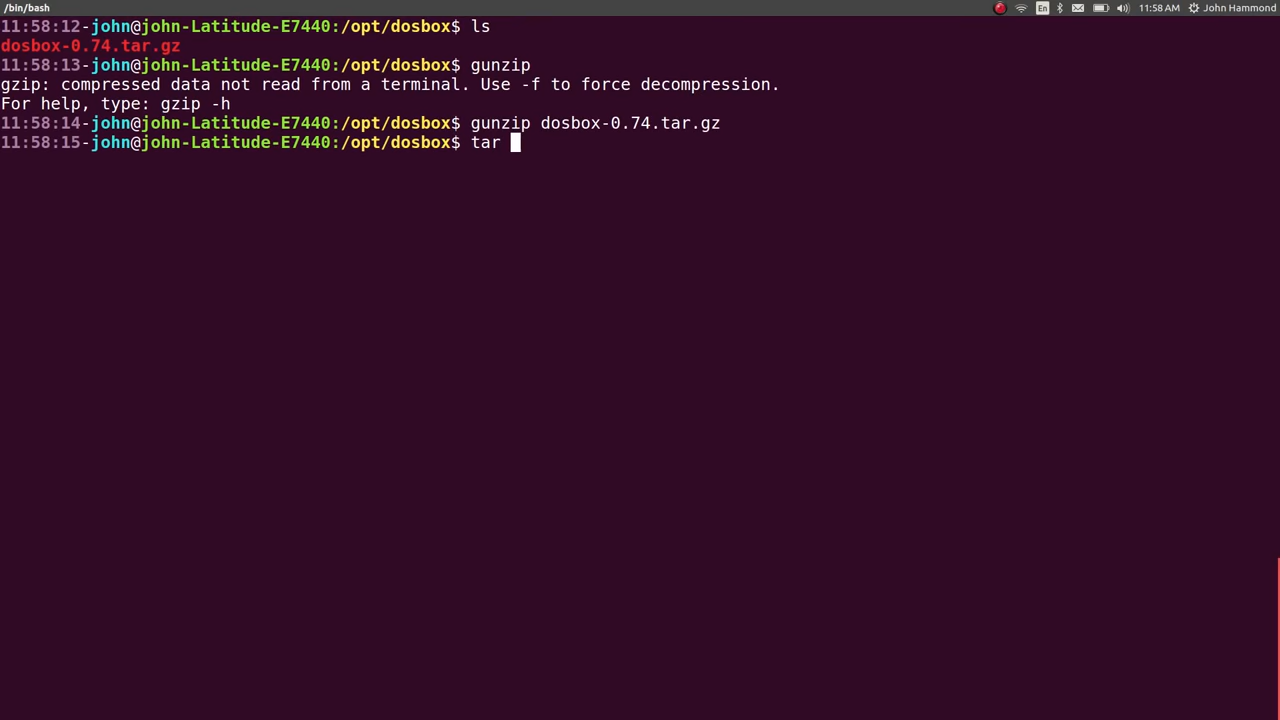 /bin/bash
En
11:58 AM
John Hammond
11:58:12-john@john-Latitude-E7440:/opt/dosbox$ ls
dosbox-0.74.tar.gz
11:58:13-john@john-Latitude-E7440:/opt/dosbox$ gunzip
gzip: compressed data not read from a terminal. Use -f to force decompression.
For help, type: gzip -h
11:58:14-john@john-Latitude-E7440:/opt/dosbox$ gunzip dosbox-0.74.tar.gz
11:58:15-john@john-Latitude-E7440:/opt/dosbox$ tar